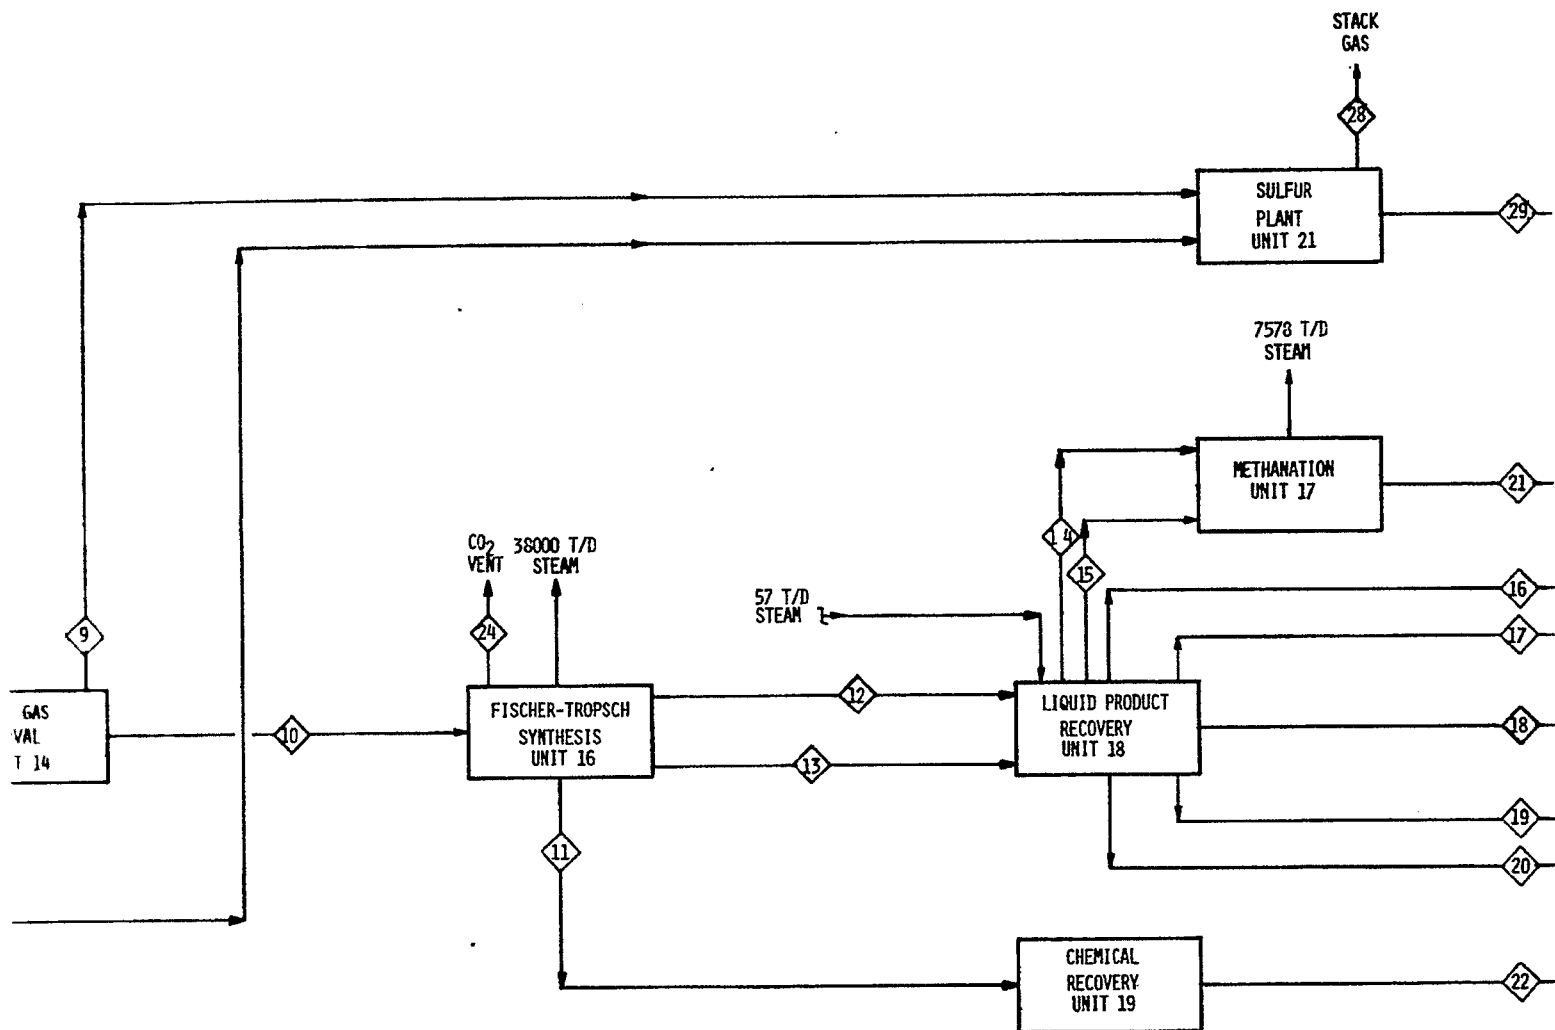 STACK
GAS
28
SULFUR
PLANT
UNIT 21
29
7578 T/D
STEAM
METHANATION
UNIT 17
21
14
15
CO2
VENT
38000 T/D
STEAM
57 T/D
STEAM
16
9
24
17
12
GAS
VAL
T 14
10
FISCHER-TROPSCH
SYNTHESIS
UNIT 16
LIQUID PRODUCT
RECOVERY
UNIT 18
18
13
19
11
20
CHEMICAL
RECOVERY
UNIT 19
22